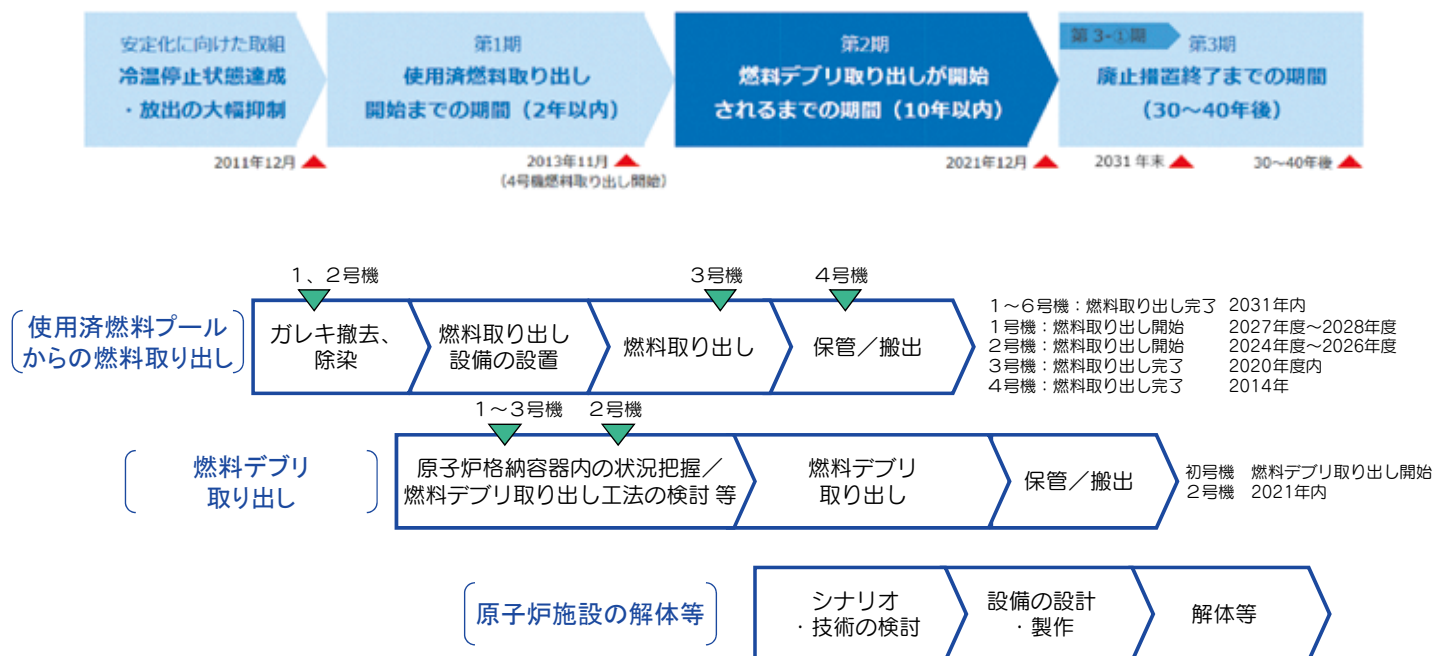 安定化に向けた取組
冷温停止状態達成
・放出の大幅抑制
第1期
使用済燃料取り出し
開始までの期間（2年以内）
第2期
燃料デブリ取り出しが開始
されるまでの期間（10年以内）
第 3-①期
第3期
廃止措置終了までの期間
（30～40年後）
2011年12月
2013年11月
（4号機燃料取り出し開始）
2021年12月
2031 年末
30～40年後
使用済燃料プール
からの燃料取り出し
１、２号機
３号機
４号機
ガレキ撤去、
除染
燃料取り出し
設備の設置
燃料取り出し
保管／搬出
１～６号機：燃料取り出し完了　2031年内
１号機：燃料取り出し開始　2027年度～2028年度
２号機：燃料取り出し開始　2024年度～2026年度
３号機：燃料取り出し完了　2020年度内
４号機：燃料取り出し完了　2014年
燃料デブリ
取り出し
１～３号機
２号機
原子炉格納容器内の状況把握／
燃料デブリ取り出し工法の検討 等
燃料デブリ
取り出し
保管／搬出
初号機　燃料デブリ取り出し開始
２号機　2021年内
原子炉施設の解体等
シナリオ
・技術の検討
設備の設計
・製作
解体等